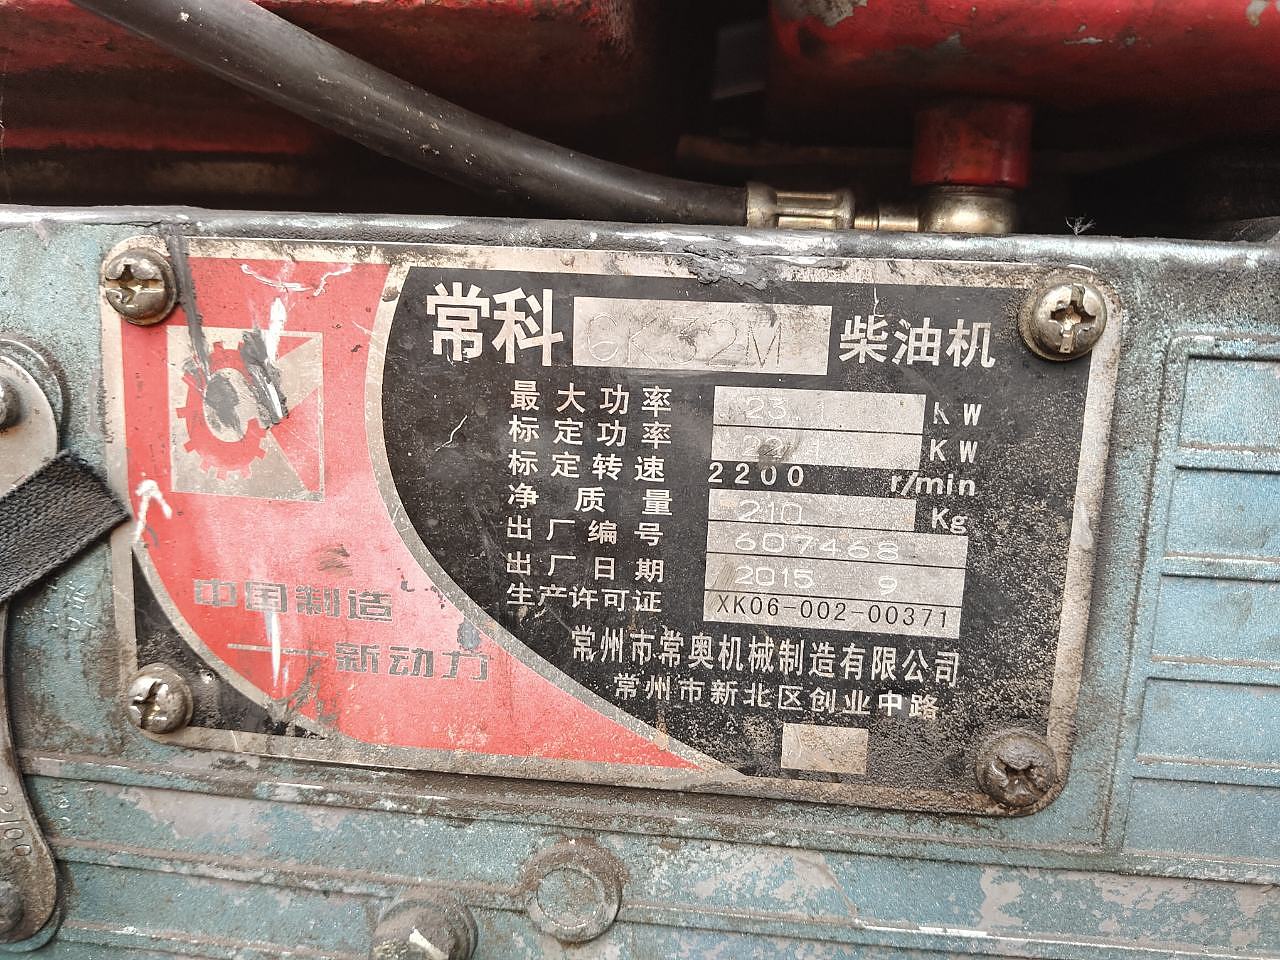 常科 CK32M 柴油机
最大功率 23.1 KW
标定功率 22.1 KW
标定转速 2200 r/min
净质量 210 Kg
出厂编号 607468
出厂日期 2015 9
生产许可证 XK06-002-00371
常州市常奥机械制造有限公司
常州市新北区创业中路
中国制造
——新动力